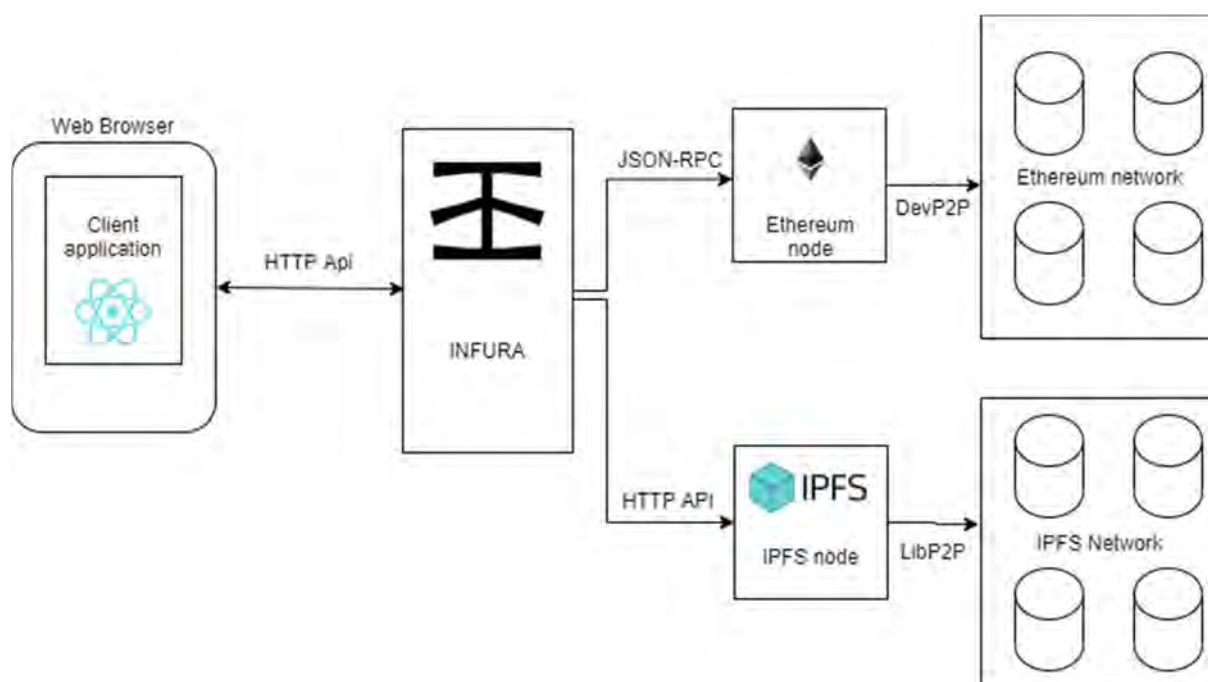 Web Browser
Client
application
HTTP Api
INFURA
JSON-RPC
Ethereum
node
DevP2P
Ethereum network
HTTP API
IPFS
IPFS node
LibP2P
IPFS Network